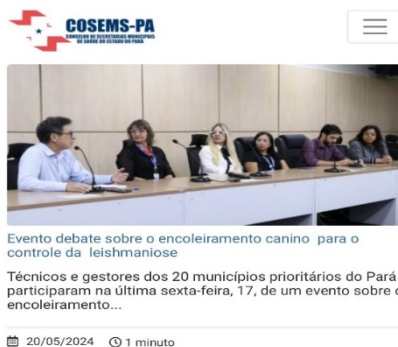 COSEMS-PA
CONSELHO DE SECRETARIAS MUNICIPAIS
DE SAÚDE DO ESTADO DO PARÁ
Evento debate sobre o encoleiramento canino para o
controle da leishmaniose
Técnicos e gestores dos 20 municípios prioritários do Pará
participaram na última sexta-feira, 17, de um evento sobre
encoleiramento...
20/05/2024 1 minuto